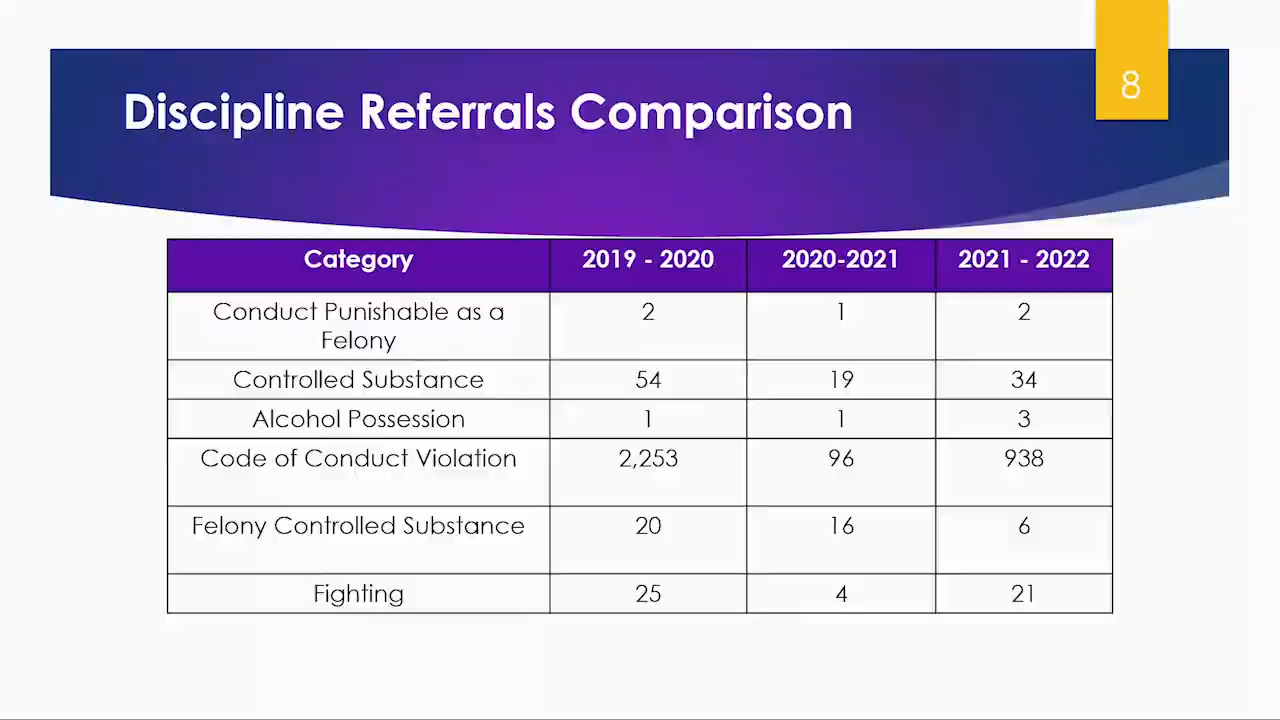 8
Discipline Referrals Comparison
Category 2019 - 2020 2020-2021 2021 - 2022
Conduct Punishable as a 2 1 2
Felony
Controlled Substance 54 19 34
Alcohol Possession 1 1 3
Code of Conduct Violation 2,253 96 938
Felony Controlled Substance 20 16 6
Fighting 25 4 21